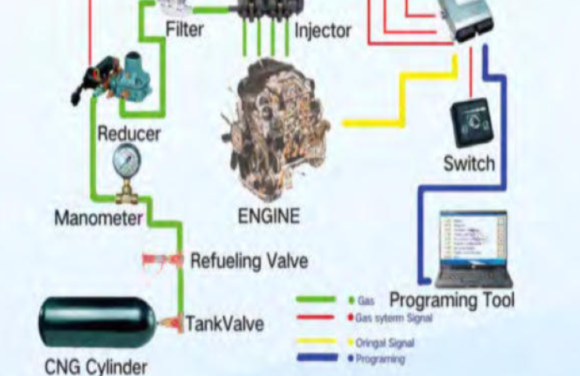 Filter
Injector
Reducer
Switch
Manometer
ENGINE
Refueling Valve
TankValve
CNG Cylinder
Programing Tool
Gas
Gas syterm Signal
Oringal Signal
Programing